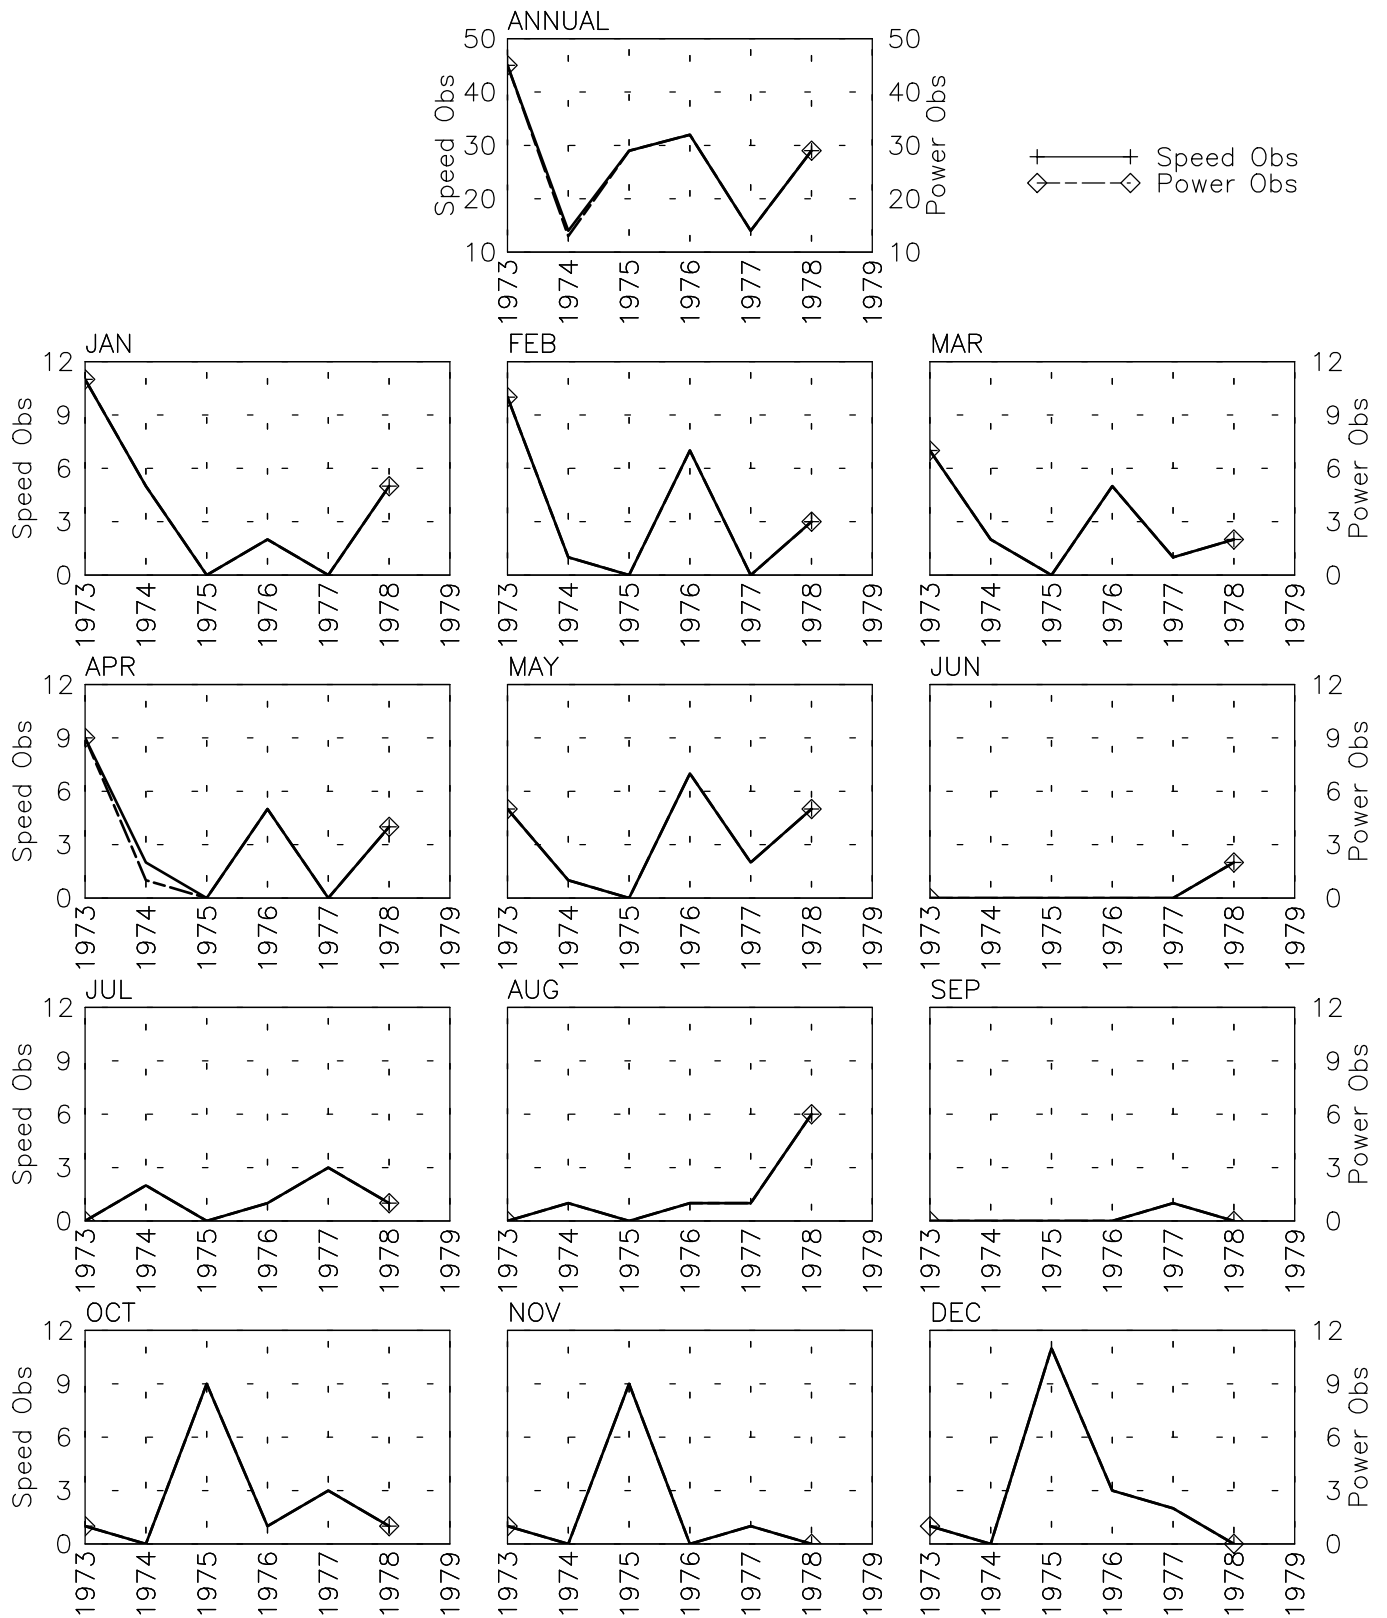 ANNUAL
50 50
40 40
30 30
20 20
10 10
Speed Obs
Power Obs
1973 1974 1975 1976 1977 1978 1979
Speed Obs
Power Obs
JAN FEB MAR
12 12
9 9
6 6
3 3
0 0
Speed Obs
Power Obs
1973 1974 1975 1976 1977 1978 1979 1973 1974 1975 1976 1977 1978 1979 1973 1974 1975 1976 1977 1978 1979
APR MAY JUN
12 12
9 9
6 6
3 3
0 0
Speed Obs
Power Obs
1973 1974 1975 1976 1977 1978 1979 1973 1974 1975 1976 1977 1978 1979 1973 1974 1975 1976 1977 1978 1979
JUL AUG SEP
12 12
9 9
6 6
3 3
0 0
Speed Obs
Power Obs
1973 1974 1975 1976 1977 1978 1979 1973 1974 1975 1976 1977 1978 1979 1973 1974 1975 1976 1977 1978 1979
OCT NOV DEC
12 12
9 9
6 6
3 3
0 0
Speed Obs
Power Obs
1973 1974 1975 1976 1977 1978 1979 1973 1974 1975 1976 1977 1978 1979 1973 1974 1975 1976 1977 1978 1979